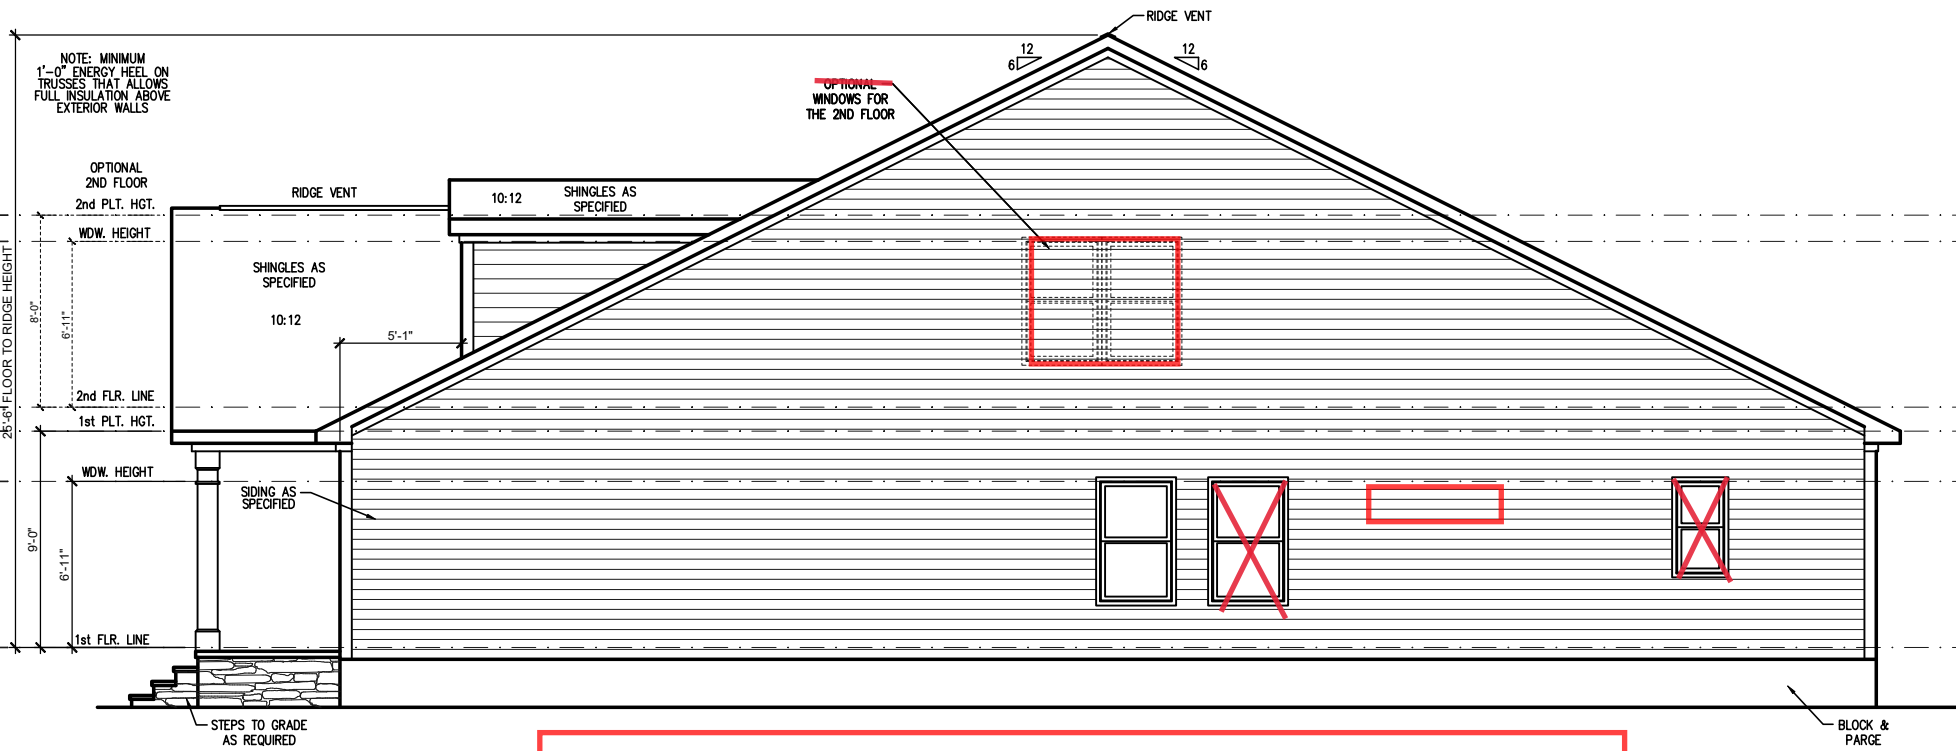 RIDGE VENT
12
6
12
6
NOTE: MINIMUM
1'-0" ENERGY HEEL ON
TRUSSES THAT ALLOWS
FULL INSULATION ABOVE
EXTERIOR WALLS
OPTIONAL
WINDOWS FOR
THE 2ND FLOOR
OPTIONAL
2ND FLOOR
2nd PLT. HGT.
RIDGE VENT
10:12
SHINGLES AS
SPECIFIED
WDW. HEIGHT
SHINGLES AS
SPECIFIED
10:12
25'-6" FLOOR TO RIDGE HEIGHT
8'-0"
6'-11"
5'-1"
2nd FLR. LINE
1st PLT. HGT.
WDW. HEIGHT
SIDING AS
SPECIFIED
9'-0"
6'-11"
1st FLR. LINE
STEPS TO GRADE
AS REQUIRED
BLOCK &
PARGE